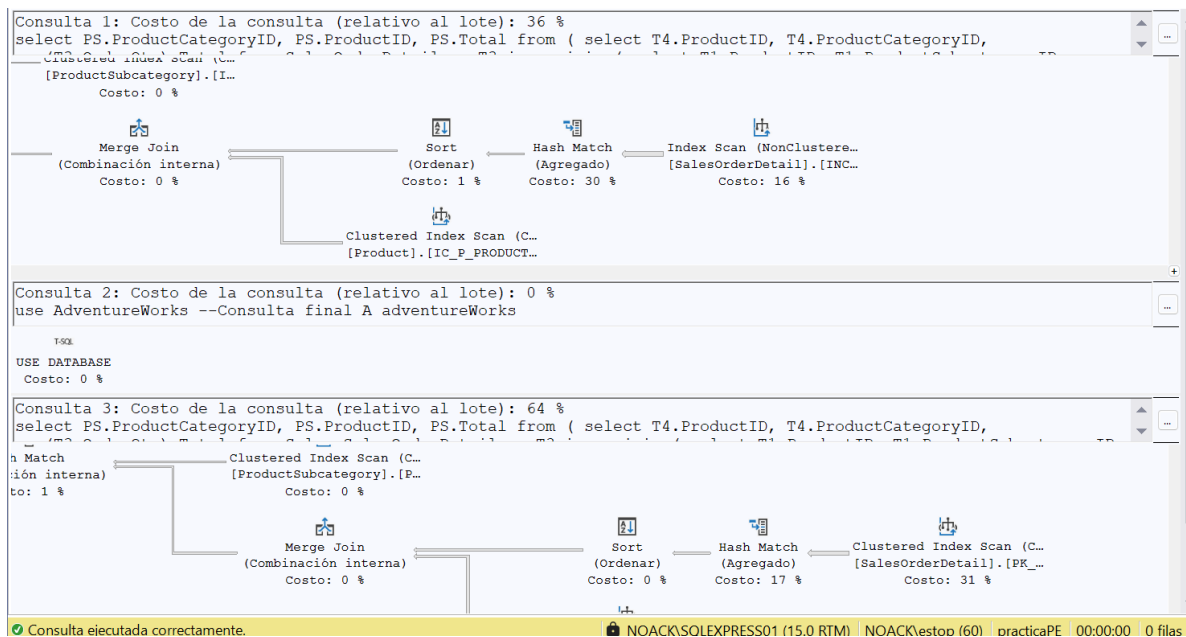 Consulta 1: Costo de la consulta (relativo al lote): 36 %
select PS.ProductCategoryID, PS.ProductID, PS.Total from ( select T4.ProductID, T4.ProductCategoryID,
...
Clustered Index Scan (C…
[ProductSubcategory].[I…
Costo: 0 %
Merge Join
(Combinación interna)
Costo: 0 %
Sort
(Ordenar)
Costo: 1 %
Hash Match
(Agregado)
Costo: 30 %
Index Scan (NonClustere…
[SalesOrderDetail].[INC…
Costo: 16 %
Clustered Index Scan (C…
[Product].[IC_P_PRODUCT…
Consulta 2: Costo de la consulta (relativo al lote): 0 %
use AdventureWorks --Consulta final A adventureWorks
...
T-SQL
USE DATABASE
Costo: 0 %
Consulta 3: Costo de la consulta (relativo al lote): 64 %
select PS.ProductCategoryID, PS.ProductID, PS.Total from ( select T4.ProductID, T4.ProductCategoryID,
...
h Match
ión interna)
to: 1 %
Clustered Index Scan (C…
[ProductSubcategory].[P…
Costo: 0 %
Merge Join
(Combinación interna)
Costo: 0 %
Sort
(Ordenar)
Costo: 0 %
Hash Match
(Agregado)
Costo: 17 %
Clustered Index Scan (C…
[SalesOrderDetail].[PK_…
Costo: 31 %
Consulta ejecutada correctamente.
NOACK\SQLEXPRESS01 (15.0 RTM)
NOACK\estop (60)
practicaPE
00:00:00
0 filas